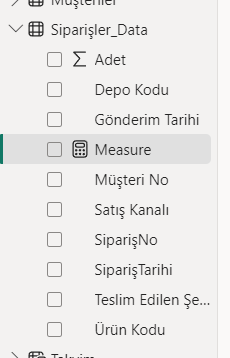 Müşteriler
Siparişler_Data
Adet
Depo Kodu
Gönderim Tarihi
Measure
Müşteri No
Satış Kanalı
SiparişNo
SiparişTarihi
Teslim Edilen Şe...
Ürün Kodu
Takvim